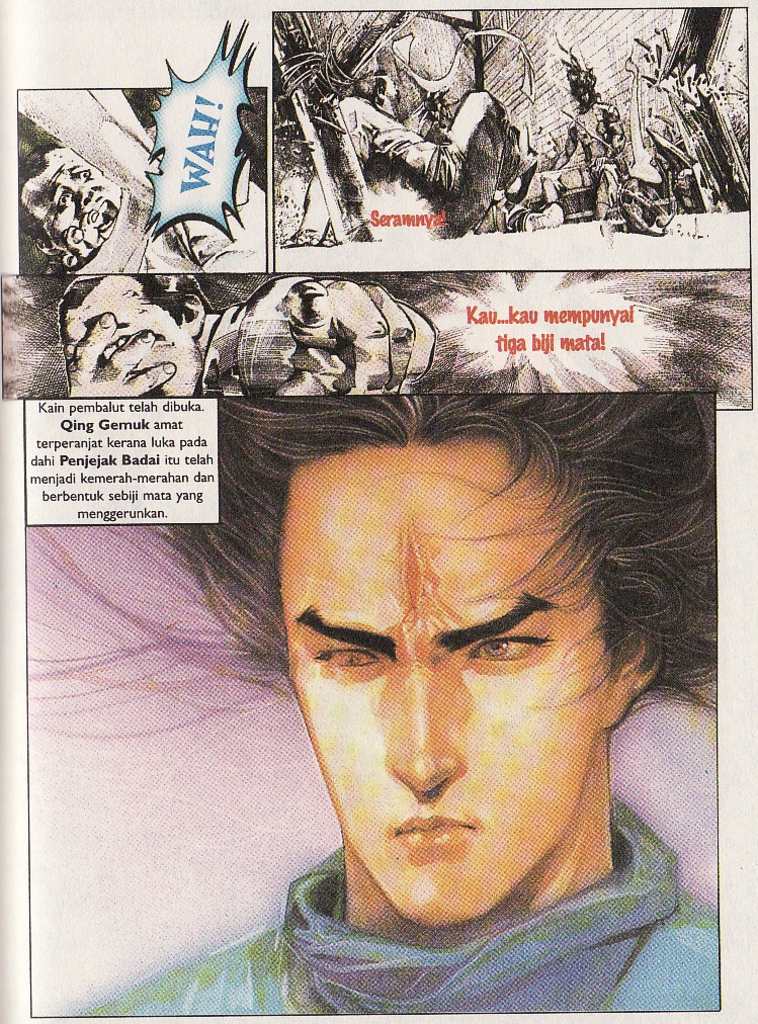 WAH!
Seramnya!
Kau...kau mempunyai
tiga biji mata!
Kain pembalut telah dibuka.
Qing Gemuk amat
terperanjat kerana luka pada
dahi Penjejak Badai itu telah
menjadi kemerah-merahan dan
berbentuk sebiji mata yang
menggerunkan.